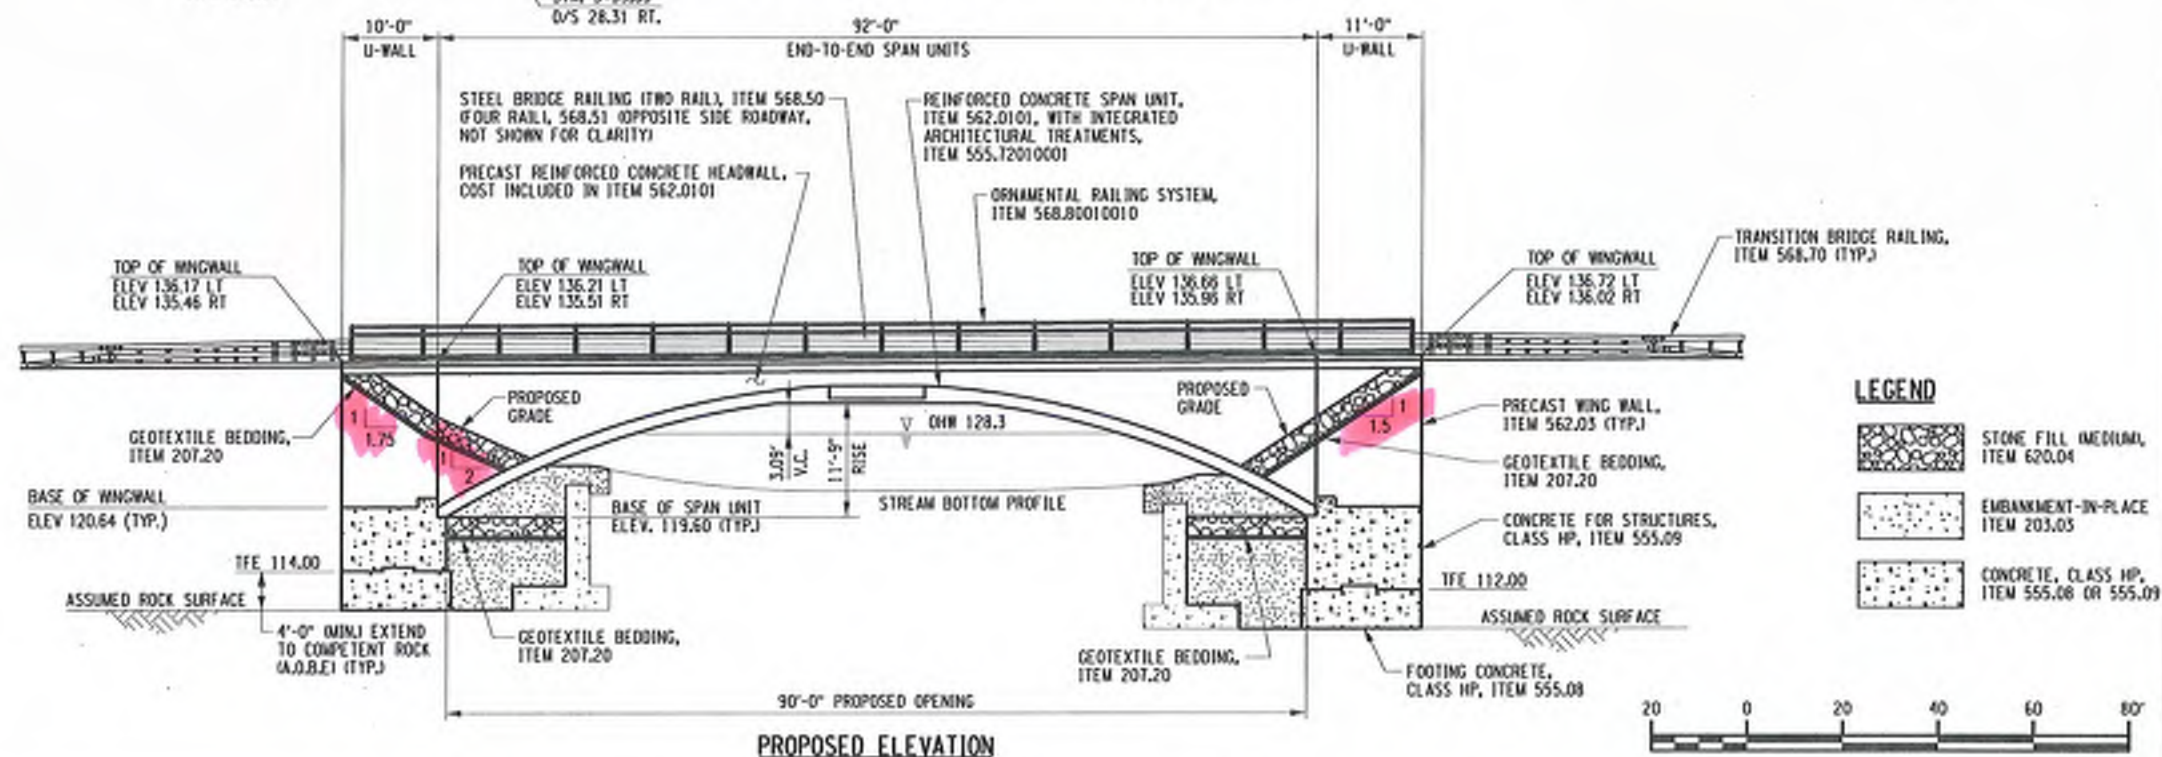 O/S 28.31 RT.
10'-0"
U-WALL
92'-0"
END-TO-END SPAN UNITS
11'-0"
U-WALL
STEEL BRIDGE RAILING (TWO RAIL), ITEM 568.50
(FOUR RAIL), 568.51 (OPPOSITE SIDE ROADWAY,
NOT SHOWN FOR CLARITY)
PRECAST REINFORCED CONCRETE HEADWALL,
COST INCLUDED IN ITEM 562.0101
REINFORCED CONCRETE SPAN UNIT,
ITEM 562.0101, WITH INTEGRATED
ARCHITECTURAL TREATMENTS,
ITEM 555.72010001
ORNAMENTAL RAILING SYSTEM,
ITEM 568.80010010
TRANSITION BRIDGE RAILING,
ITEM 568.70 (TYP.)
TOP OF WINGWALL
ELEV 136.17 LT
ELEV 135.46 RT
TOP OF WINGWALL
ELEV 136.21 LT
ELEV 135.51 RT
TOP OF WINGWALL
ELEV 136.66 LT
ELEV 135.96 RT
TOP OF WINGWALL
ELEV 136.72 LT
ELEV 136.02 RT
PROPOSED
GRADE
PROPOSED
GRADE
1
1.75
1
2
1
1.5
OHW 128.3
3.09'
V.C.
11'-9"
RISE
STREAM BOTTOM PROFILE
GEOTEXTILE BEDDING,
ITEM 207.20
BASE OF WINGWALL
ELEV 120.64 (TYP.)
BASE OF SPAN UNIT
ELEV. 119.60 (TYP.)
PRECAST WING WALL,
ITEM 562.03 (TYP.)
GEOTEXTILE BEDDING,
ITEM 207.20
CONCRETE FOR STRUCTURES,
CLASS HP, ITEM 555.09
TFE 114.00
ASSUMED ROCK SURFACE
4'-0" (MIN.) EXTEND
TO COMPETENT ROCK
(A.O.B.E) (TYP.)
GEOTEXTILE BEDDING,
ITEM 207.20
GEOTEXTILE BEDDING,
ITEM 207.20
TFE 112.00
ASSUMED ROCK SURFACE
FOOTING CONCRETE,
CLASS HP, ITEM 555.08
90'-0" PROPOSED OPENING
PROPOSED ELEVATION
LEGEND
STONE FILL (MEDIUM),
ITEM 620.04
EMBANKMENT-IN-PLACE
ITEM 203.03
CONCRETE, CLASS HP,
ITEM 555.08 OR 555.09
20 0 20 40 60 80'